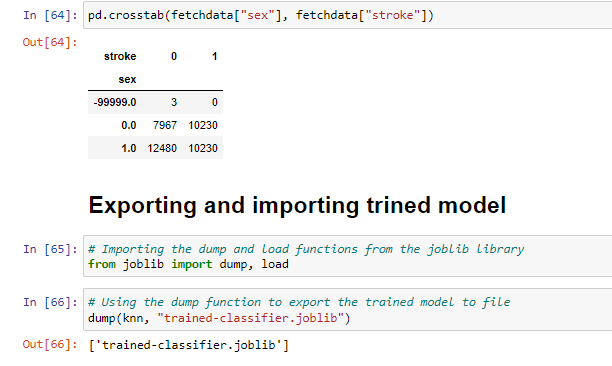 In [64]: pd.crosstab(fetchdata["sex"], fetchdata["stroke"])
Out[64]:
stroke 0 1
sex
-99999.0 3 0
0.0 7967 10230
1.0 12480 10230
Exporting and importing trined model
In [65]: # Importing the dump and load functions from the joblib library
from joblib import dump, load
In [66]: # Using the dump function to export the trained model to file
dump(knn, "trained-classifier.joblib")
Out[66]: ['trained-classifier.joblib']